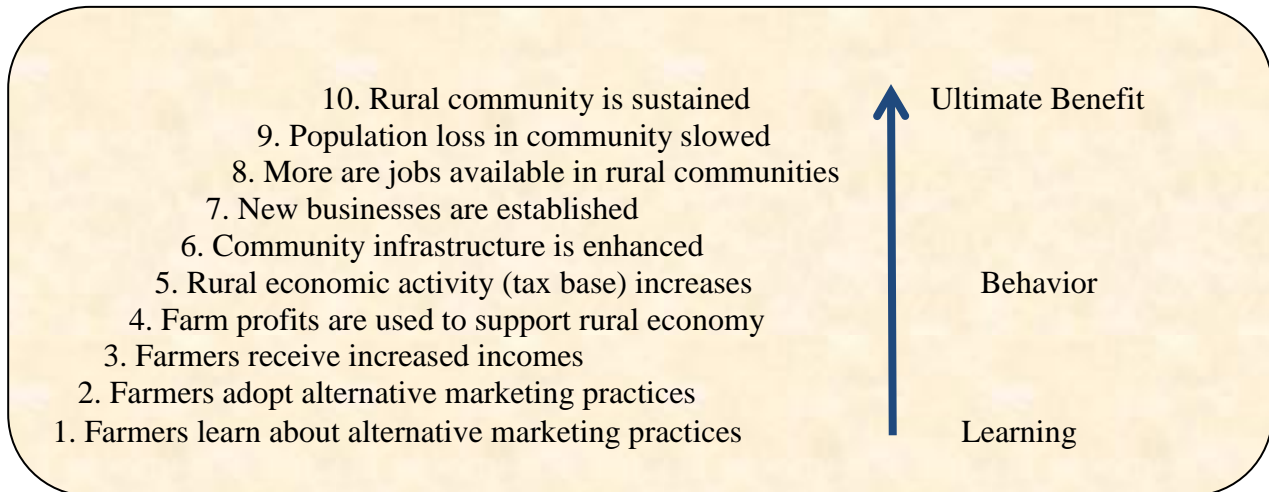 10. Rural community is sustained Ultimate Benefit
9. Population loss in community slowed
8. More are jobs available in rural communities
7. New businesses are established
6. Community infrastructure is enhanced
5. Rural economic activity (tax base) increases Behavior
4. Farm profits are used to support rural economy
3. Farmers receive increased incomes
2. Farmers adopt alternative marketing practices
1. Farmers learn about alternative marketing practices Learning